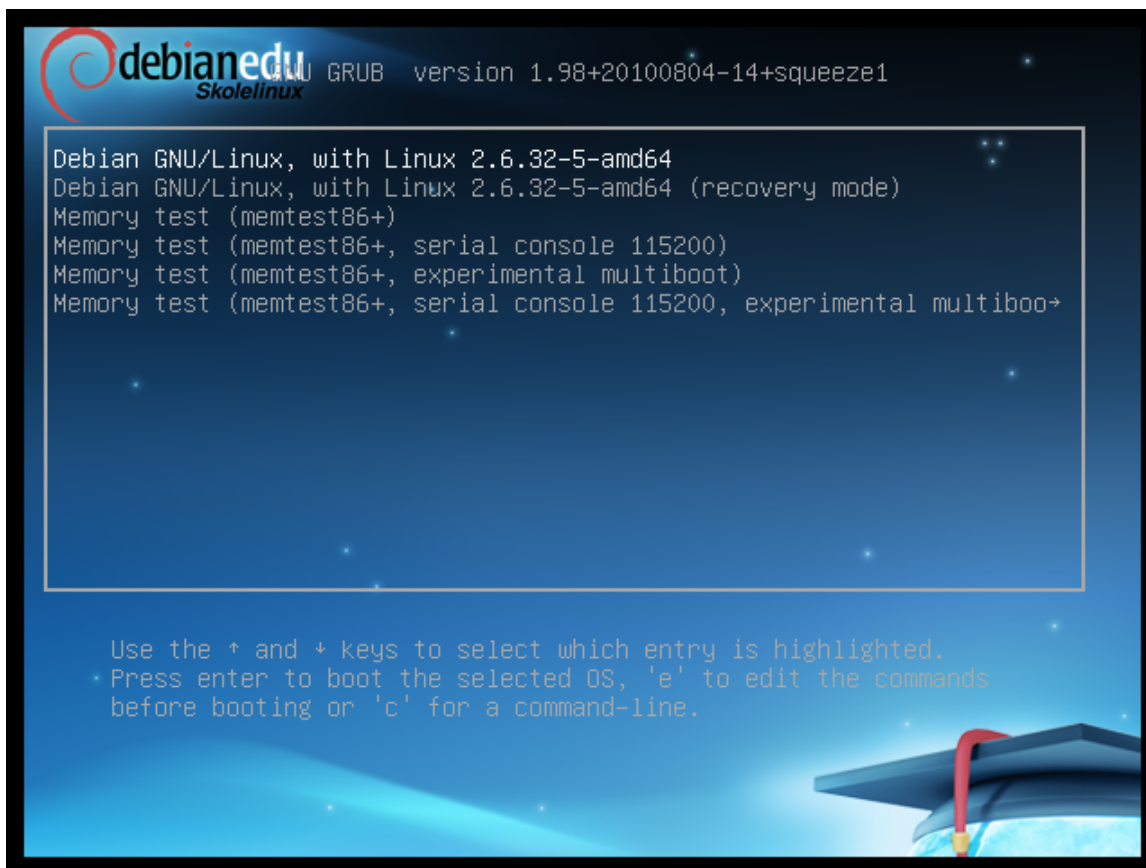 debianedu
Skolelinux
GNU GRUB version 1.98+20100804-14+squeeze1
Debian GNU/Linux, with Linux 2.6.32-5-amd64
Debian GNU/Linux, with Linux 2.6.32-5-amd64 (recovery mode)
Memory test (memtest86+)
Memory test (memtest86+, serial console 115200)
Memory test (memtest86+, experimental multiboot)
Memory test (memtest86+, serial console 115200, experimental multiboo→
Use the ↑ and ↓ keys to select which entry is highlighted.
Press enter to boot the selected OS, 'e' to edit the commands
before booting or 'c' for a command-line.